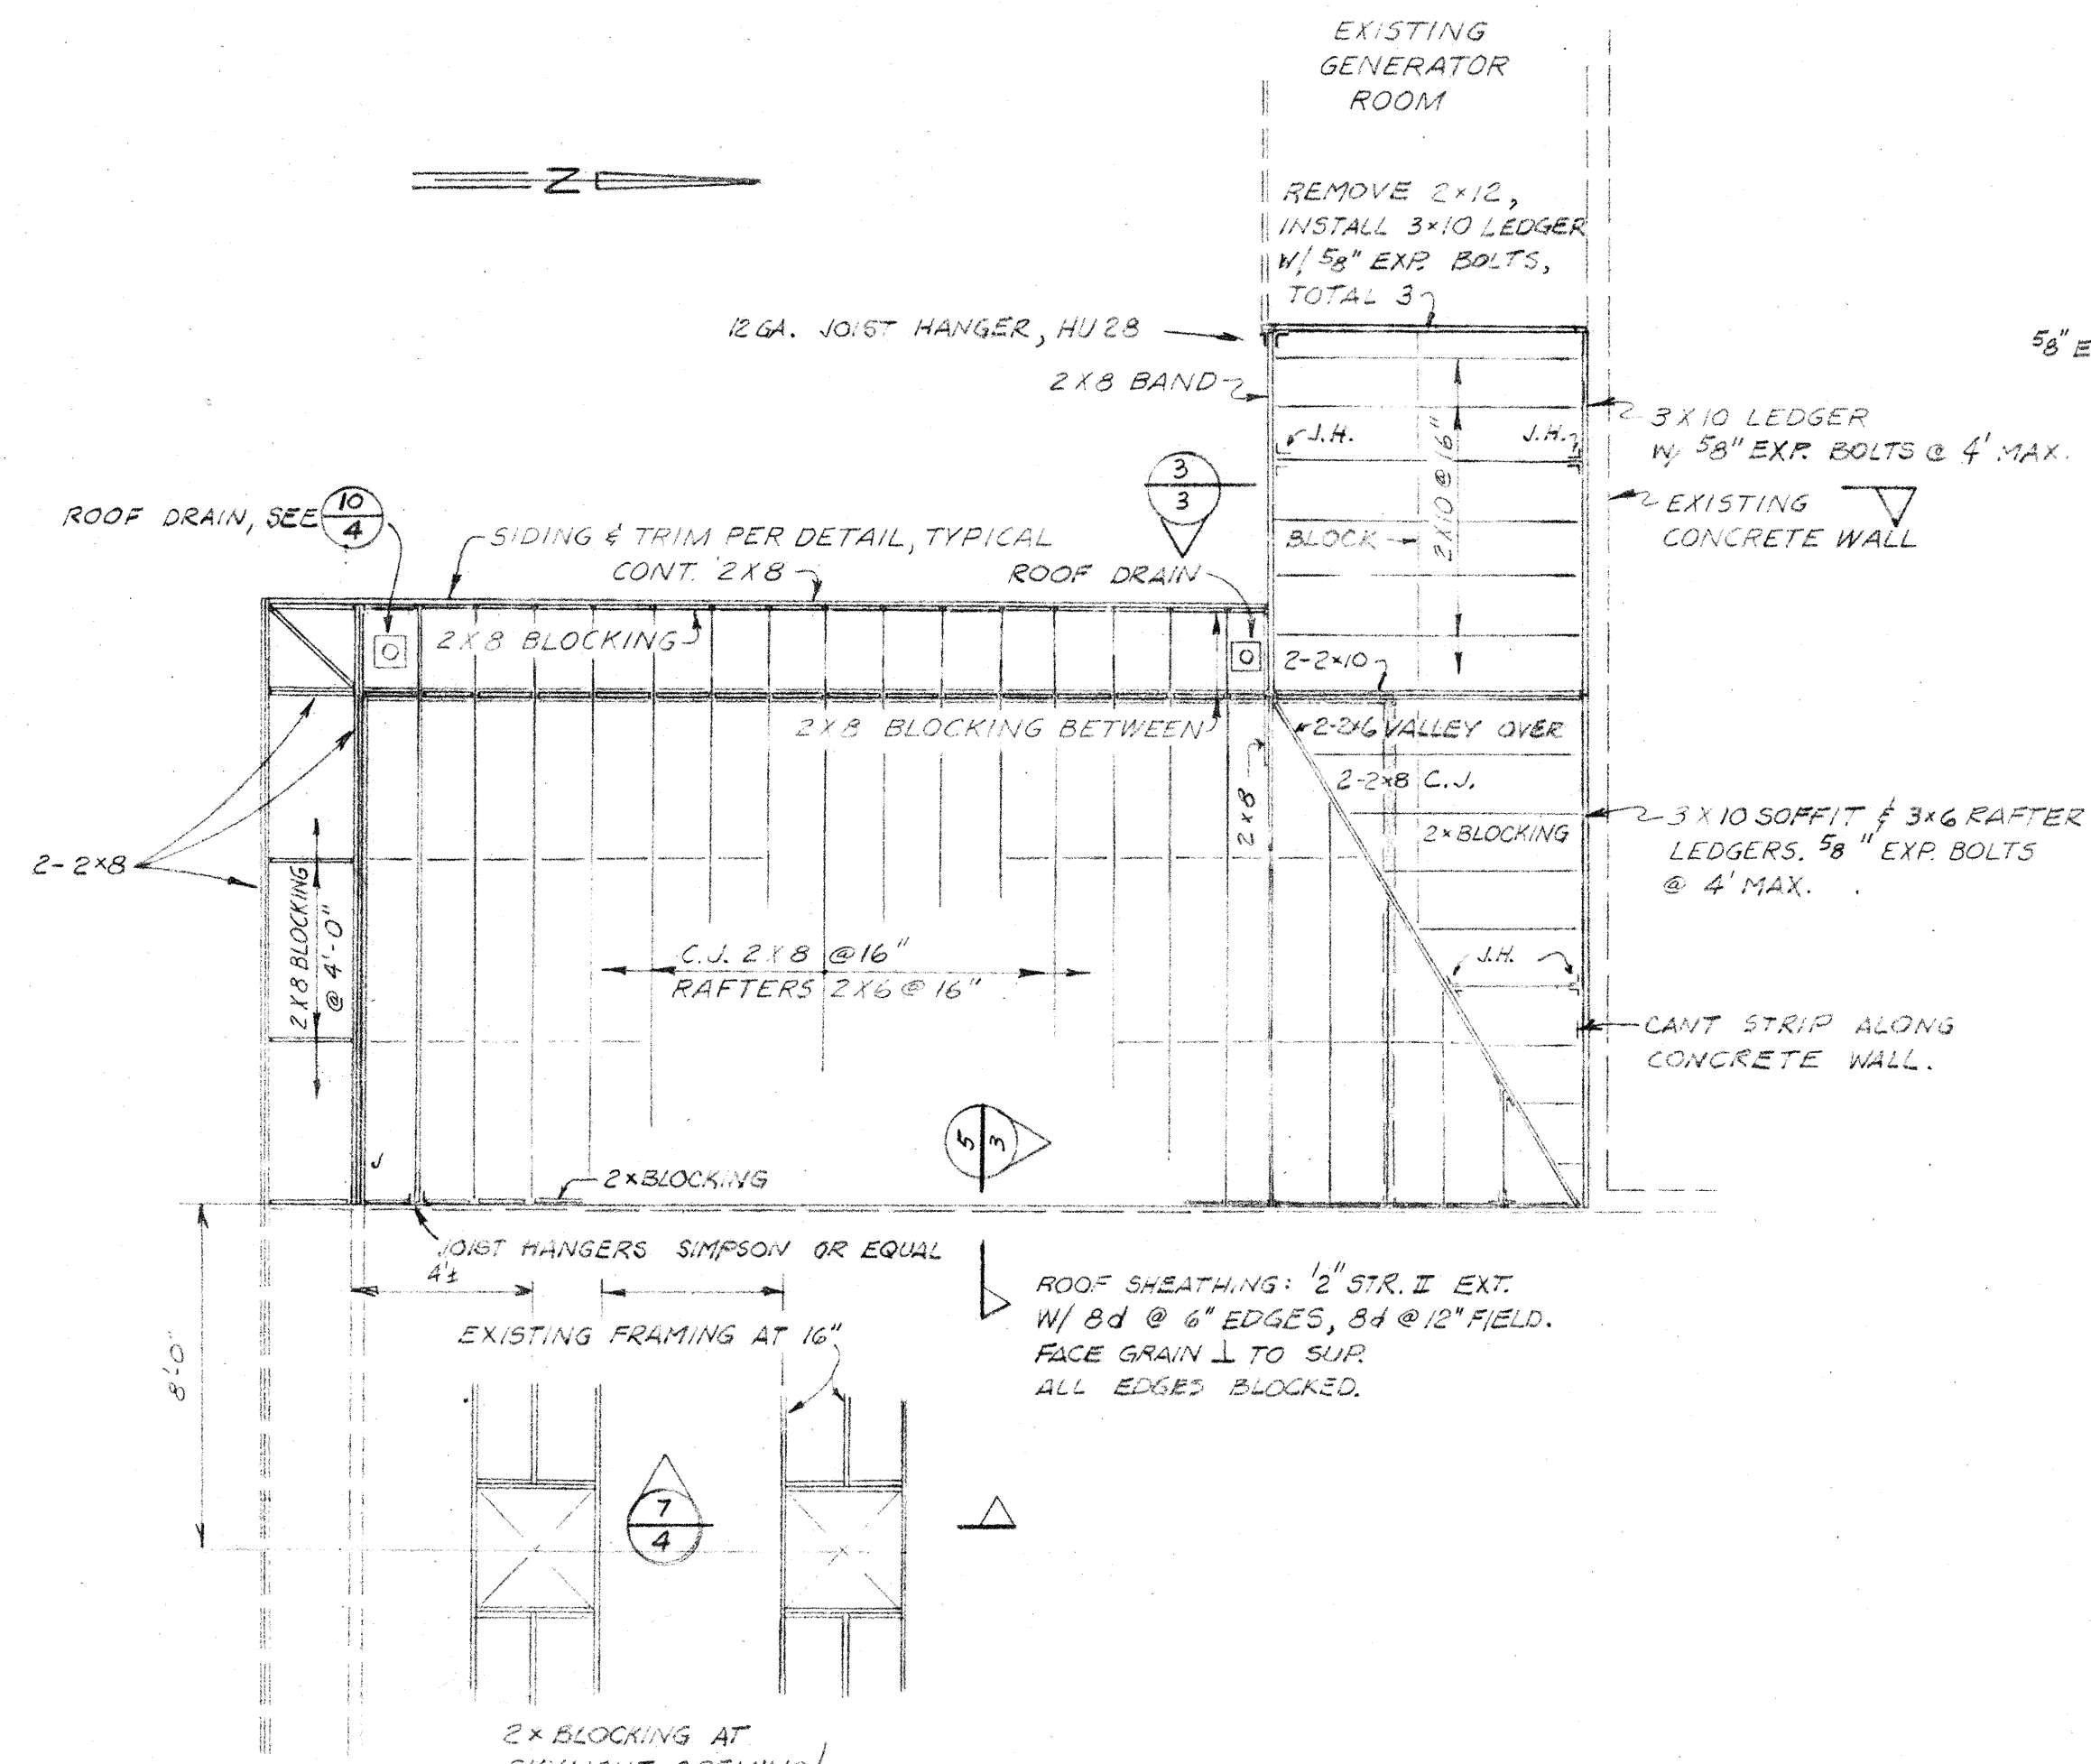 EXISTING
GENERATOR
ROOM
N
REMOVE 2×12,
INSTALL 3×10 LEDGER
W/ 5/8" EXP. BOLTS,
TOTAL 3
12 GA. JOIST HANGER, HU28
5/8" E
2X8 BAND
3X10 LEDGER
W/ 5/8" EXP. BOLTS @ 4' MAX.
J.H.
J.H.
2X10 @ 16"
3
3
EXISTING
CONCRETE WALL
ROOF DRAIN, SEE
10
4
SIDING & TRIM PER DETAIL, TYPICAL
CONT. 2X8
ROOF DRAIN
BLOCK
2X8 BLOCKING
2-2×10
2X8 BLOCKING BETWEEN
2-2×6 VALLEY OVER
2×8
2-2×8 C.J.
2×BLOCKING
3X10 SOFFIT & 3×6 RAFTER
LEDGERS. 5/8" EXP. BOLTS
@ 4' MAX.
2-2×8
2X8 BLOCKING
@ 4'-0"
C.J. 2X8 @16"
RAFTERS 2X6 @ 16"
J.H.
CANT STRIP ALONG
CONCRETE WALL.
5
3
2×BLOCKING
JOIST HANGERS SIMPSON OR EQUAL
4'±
8'-0"
EXISTING FRAMING AT 16"
ROOF SHEATHING: 1/2" STR. II EXT.
W/ 8d @ 6" EDGES, 8d @12" FIELD.
FACE GRAIN ⊥ TO SUP.
ALL EDGES BLOCKED.
7
4
2× BLOCKING AT